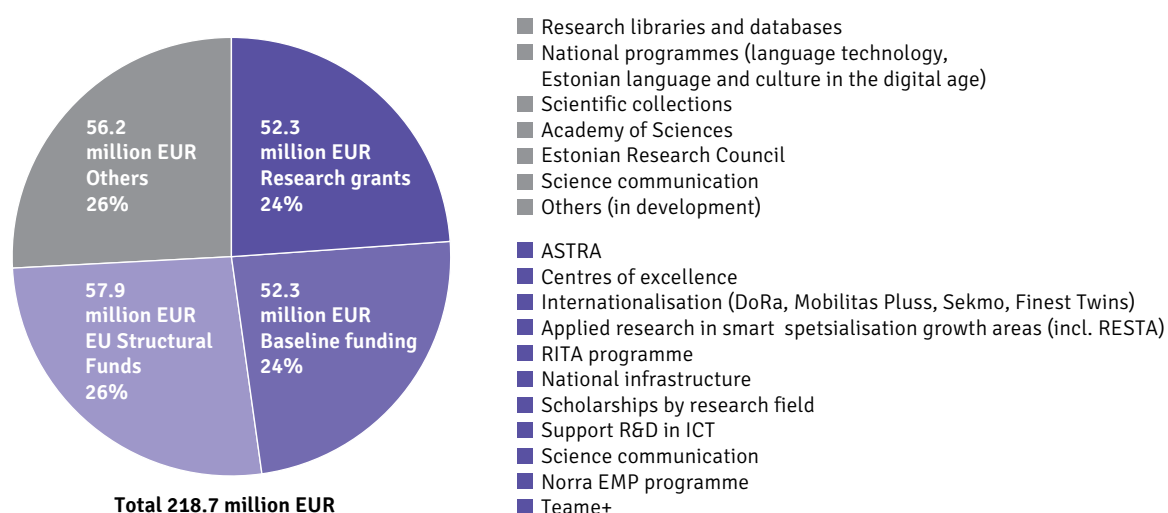 56.2
million EUR
Others
26%
52.3
million EUR
Research grants
24%
57.9
million EUR
EU Structural
Funds
26%
52.3
million EUR
Baseline funding
24%
Total 218.7 million EUR
Research libraries and databases
National programmes (language technology,
Estonian language and culture in the digital age)
Scientific collections
Academy of Sciences
Estonian Research Council
Science communication
Others (in development)
ASTRA
Centres of excellence
Internationalisation (DoRa, Mobilitas Pluss, Sekmo, Finest Twins)
Applied research in smart spetsialisation growth areas (incl. RESTA)
RITA programme
National infrastructure
Scholarships by research field
Support R&D in ICT
Science communication
Norra EMP programme
Teame+